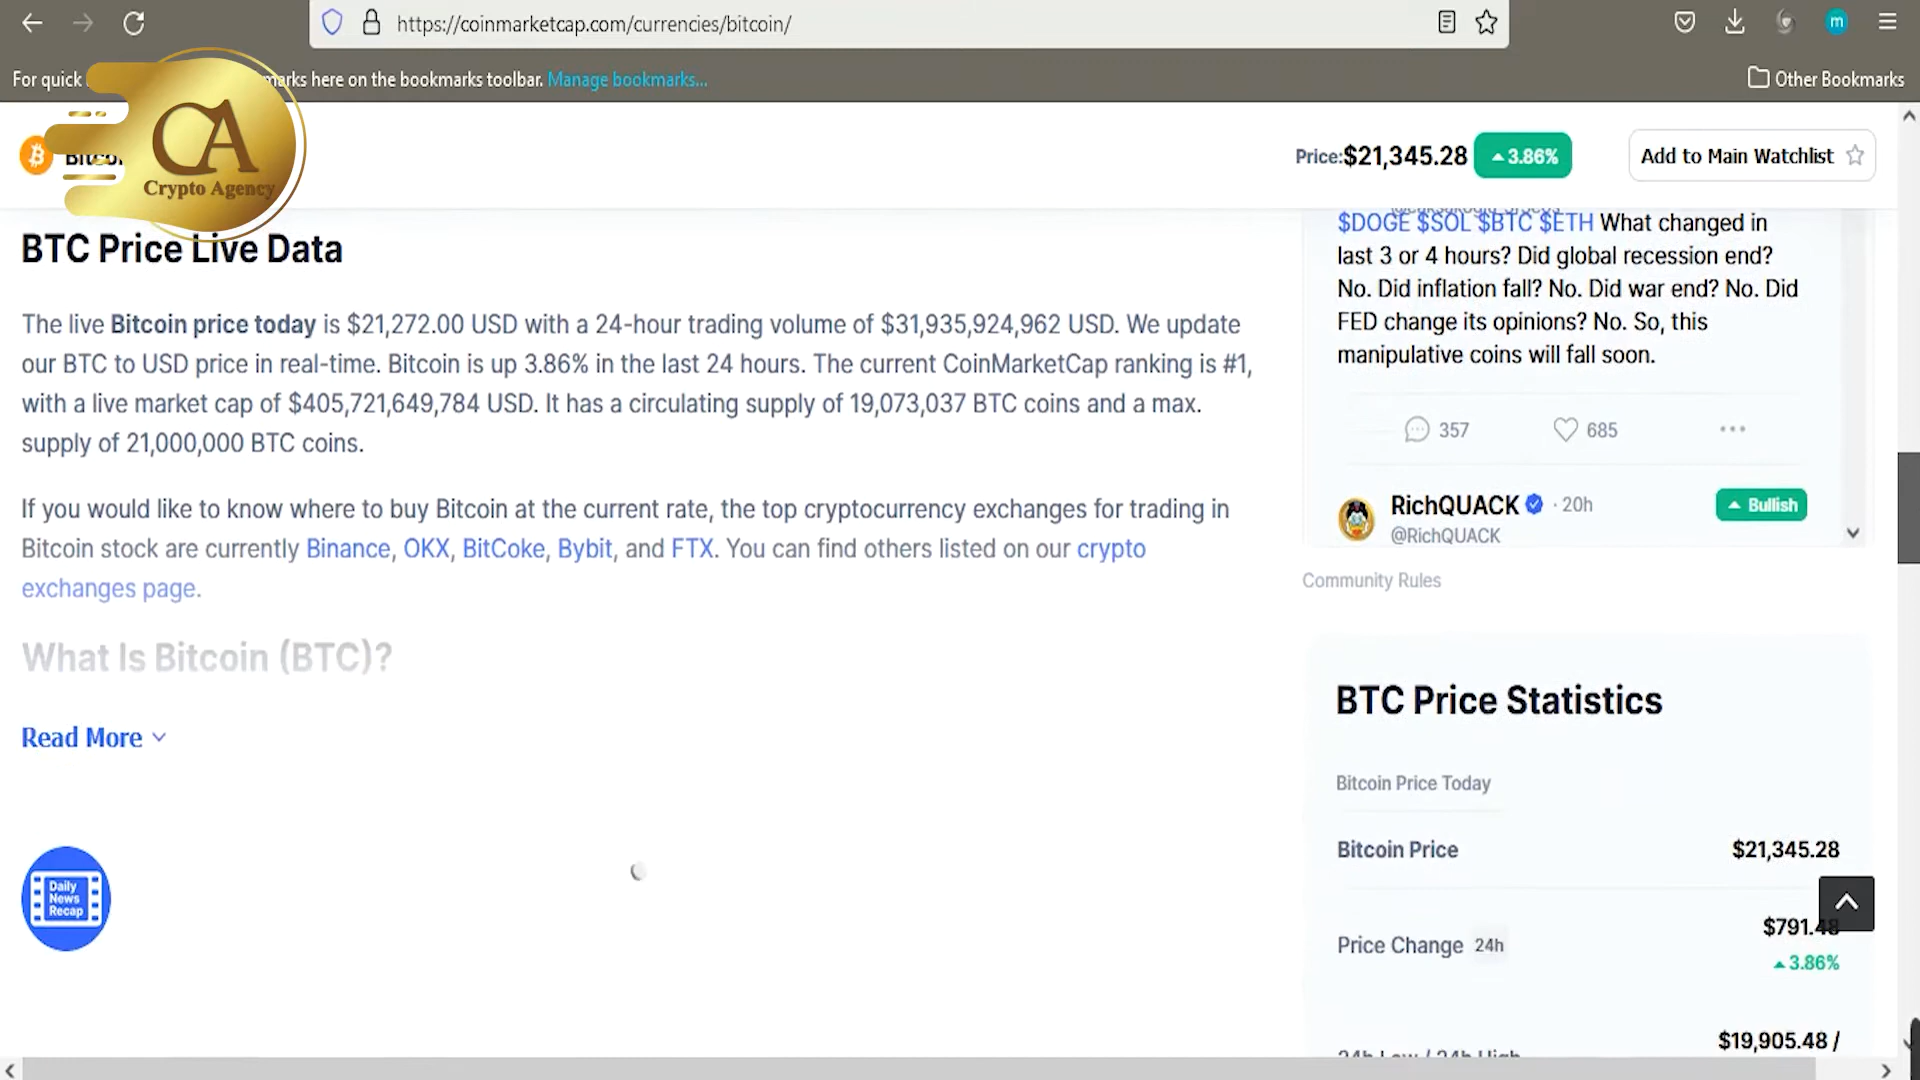 https://coinmarketcap.com/currencies/bitcoin/
m
For quick
marks here on the bookmarks toolbar. Manage bookmarks...
Other Bookmarks
CA
Crypto Agency
Price:$21,345.28
3.86%
Add to Main Watchlist
BTC Price Live Data
The live Bitcoin price today is $21,272.00 USD with a 24-hour trading volume of $31,935,924,962 USD. We update
our BTC to USD price in real-time. Bitcoin is up 3.86% in the last 24 hours. The current CoinMarketCap ranking is #1,
with a live market cap of $405,721,649,784 USD. It has a circulating supply of 19,073,037 BTC coins and a max.
supply of 21,000,000 BTC coins.
If you would like to know where to buy Bitcoin at the current rate, the top cryptocurrency exchanges for trading in
Bitcoin stock are currently Binance, OKX, BitCoke, Bybit, and FTX. You can find others listed on our crypto
exchanges page.
What Is Bitcoin (BTC)?
Read More
Daily
News
Recap
$DOGE $SOL $BTC $ETH What changed in
last 3 or 4 hours? Did global recession end?
No. Did inflation fall? No. Did war end? No. Did
FED change its opinions? No. So, this
manipulative coins will fall soon.
357
685
RichQUACK · 20h
Bullish
@RichQUACK
Community Rules
BTC Price Statistics
Bitcoin Price Today
Bitcoin Price
$21,345.28
Price Change 24h
$791.48
3.86%
24h Low / 24h High
$19,905.48 /